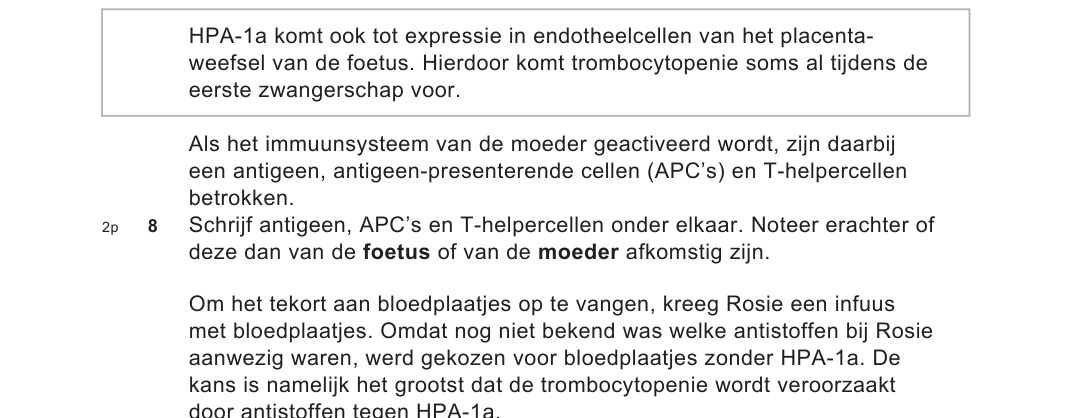 HPA-1a komt ook tot expressie in endotheelcellen van het placenta-
weefsel van de foetus. Hierdoor komt trombocytopenie soms al tijdens de
eerste zwangerschap voor.
Als het immuunsysteem van de moeder geactiveerd wordt, zijn daarbij
een antigeen, antigeen-presenterende cellen (APC’s) en T-helpercellen
betrokken.
2p 8 Schrijf antigeen, APC’s en T-helpercellen onder elkaar. Noteer erachter of
deze dan van de foetus of van de moeder afkomstig zijn.
Om het tekort aan bloedplaatjes op te vangen, kreeg Rosie een infuus
met bloedplaatjes. Omdat nog niet bekend was welke antistoffen bij Rosie
aanwezig waren, werd gekozen voor bloedplaatjes zonder HPA-1a. De
kans is namelijk het grootst dat de trombocytopenie wordt veroorzaakt
door antistoffen tegen HPA-1a.